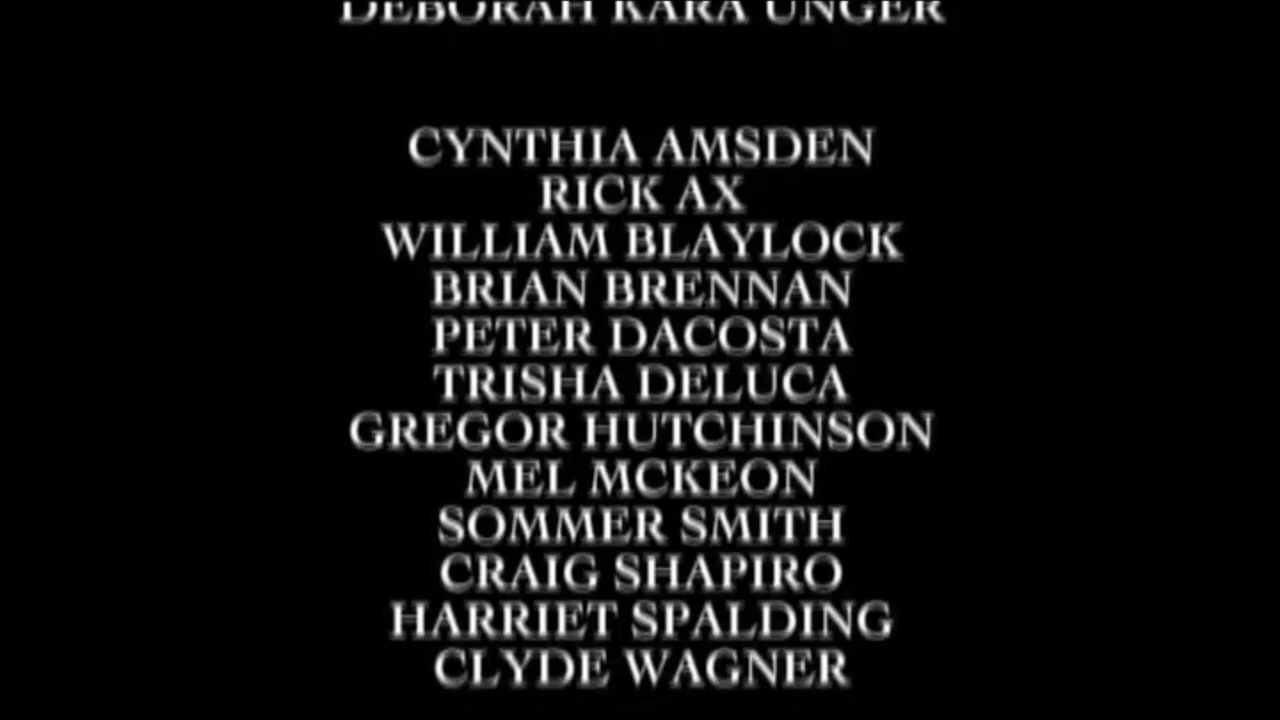 DEBORAH KARA UNGER
CYNTHIA AMSDEN
RICK AX
WILLIAM BLAYLOCK
BRIAN BRENNAN
PETER DACOSTA
TRISHA DELUCA
GREGOR HUTCHINSON
MEL MCKEON
SOMMER SMITH
CRAIG SHAPIRO
HARRIET SPALDING
CLYDE WAGNER